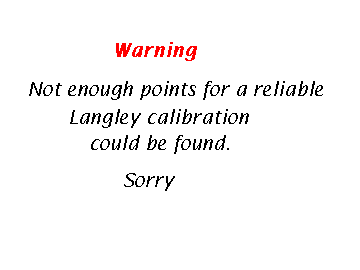 Warning
Not enough points for a reliable
Langley calibration
could be found.
Sorry